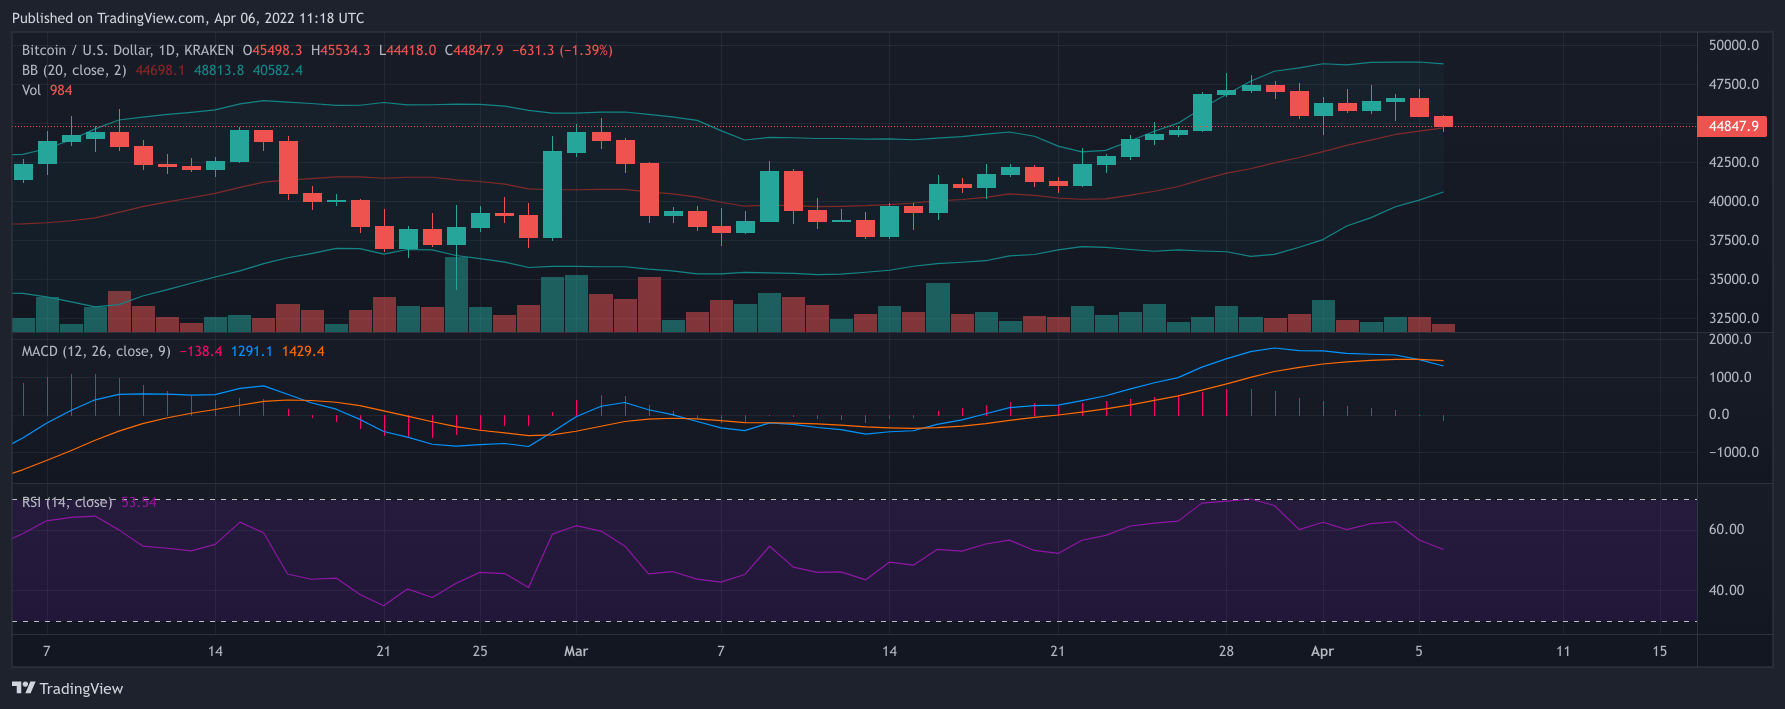 Published on TradingView.com, Apr 06, 2022 11:18 UTC
Bitcoin / U.S. Dollar, 1D, KRAKEN O45498.3 H45534.3 L44418.0 C44847.9 −631.3 (−1.39%)
BB (20, close, 2) 44698.1 48813.8 40582.4
Vol 984
50000.0
47500.0
44847.9
42500.0
40000.0
37500.0
35000.0
32500.0
MACD (12, 26, close, 9) −138.4 1291.1 1429.4
2000.0
1000.0
0.0
−1000.0
RSI (14, close) 53.54
60.00
40.00
7 14 21 25 Mar 7 14 21 28 Apr 5 11 15
TradingView